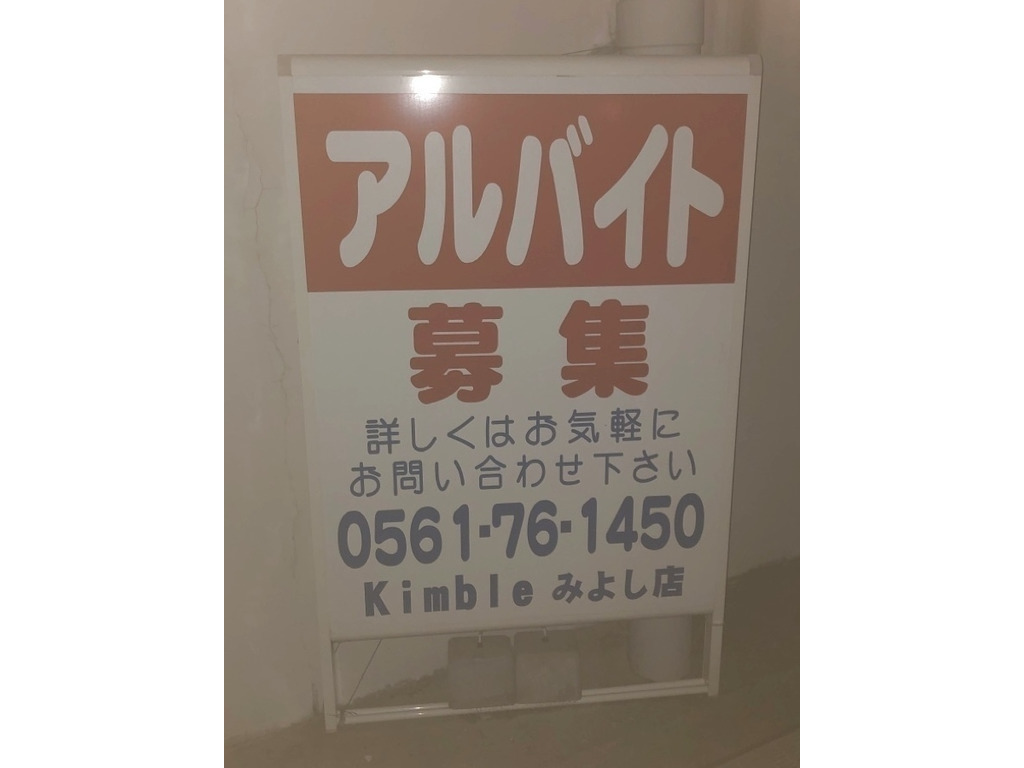 アルバイト
募集
詳しくはお気軽に
お問い合わせ下さい
0561-76-1450
Kimble みよし店